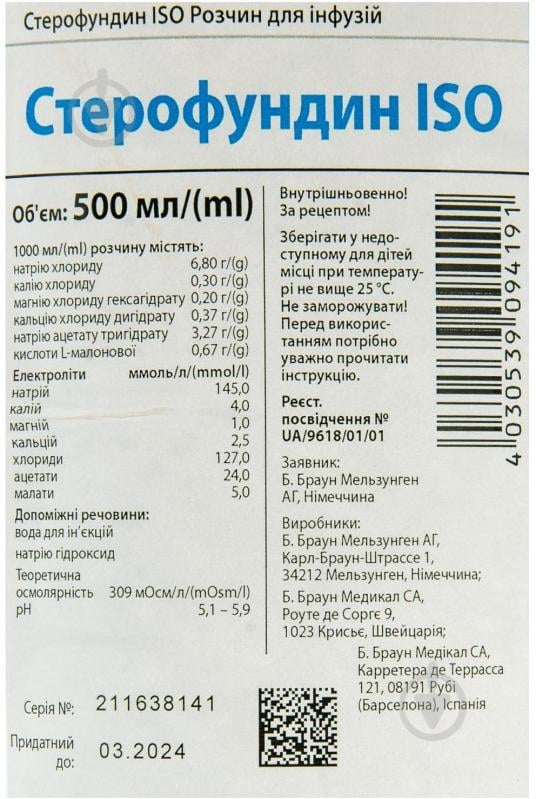 Стерофундин ISO Розчин для інфузій
Стерофундин ISO
Об'єм: 500 мл/(ml)
1000 мл/(ml) розчину містять:
натрію хлориду 6,80 г/(g)
калію хлориду 0,30 г/(g)
магнію хлориду гексагідрату 0,20 г/(g)
кальцію хлориду дигідрату 0,37 г/(g)
натрію ацетату тригідрату 3,27 г/(g)
кислоти L-малонової 0,67 г/(g)
Електроліти ммоль/л/(mmol/l)
натрій 145,0
калій 4,0
магній 1,0
кальцій 2,5
хлориди 127,0
ацетати 24,0
малати 5,0
Допоміжні речовини:
вода для ін'єкцій
натрію гідроксид
Теоретична
осмолярність 309 мОсм/л/(mOsm/l)
pH 5,1 – 5,9
Серія №: 211638141
Придатний
до: 03.2024
Внутрішньовенно!
За рецептом!
Зберігати у недо-
ступному для дітей
місці при температу-
рі не вище 25 °C.
Не заморожувати!
Перед викорис-
танням потрібно
уважно прочитати
інструкцію.
Реєст.
посвідчення №
UA/9618/01/01
Заявник:
Б. Браун Мельзунген
АГ, Німеччина
Виробники:
Б. Браун Мельзунген АГ,
Карл-Браун-Штрассе 1,
34212 Мельзунген, Німеччина;
Б. Браун Медикал СА,
Роуте де Соргє 9,
1023 Крисьє, Швейцарія;
Б. Браун Медікал СА,
Карретера де Террасса
121, 08191 Рубі
(Барселона), Іспанія
4 030539 094191